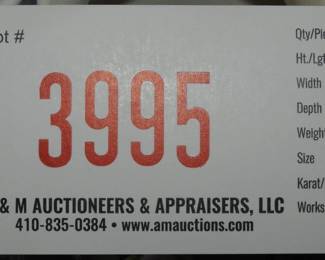 ot #
3995
& M AUCTIONEERS & APPRAISERS, LLC
410-835-0384 • www.amauctions.com
Qty/Pie
Ht./Lgt
Width
Depth
Weight
Size
Karat/
Works